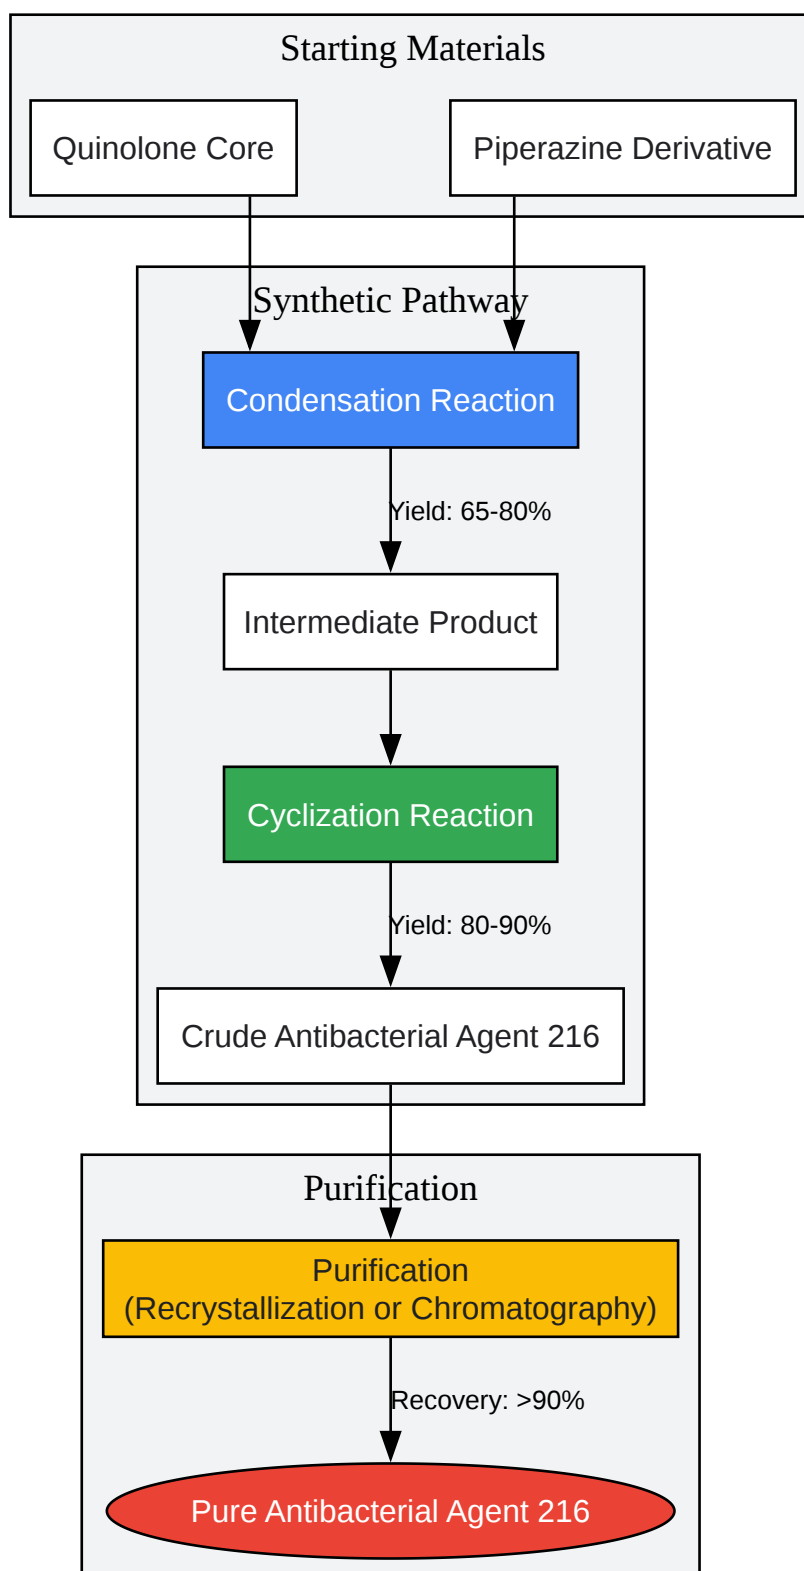 Starting Materials
Quinolone Core
Piperazine Derivative
Synthetic Pathway
Condensation Reaction
Yield: 65-80%
Intermediate Product
Cyclization Reaction
Yield: 80-90%
Crude Antibacterial Agent 216
Purification
Purification
(Recrystallization or Chromatography)
Recovery: >90%
Pure Antibacterial Agent 216